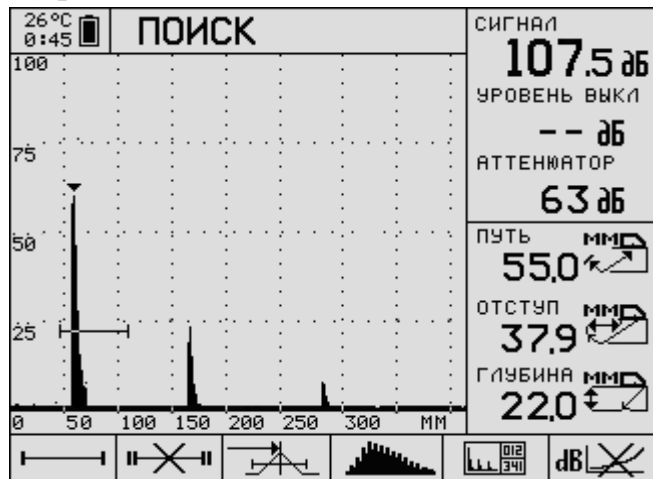 26°C
0:45
ПОИСК
100
75
50
25
0 50 100 150 200 250 300 ММ
СИГНАЛ
107.5 дБ
УРОВЕНЬ ВЫКЛ
-- дБ
АТТЕНЮАТОР
63 дБ
ПУТЬ ММ
55,0
ОТСТУП ММ
37,9
ГЛУБИНА ММ
22,0
012
341
dB